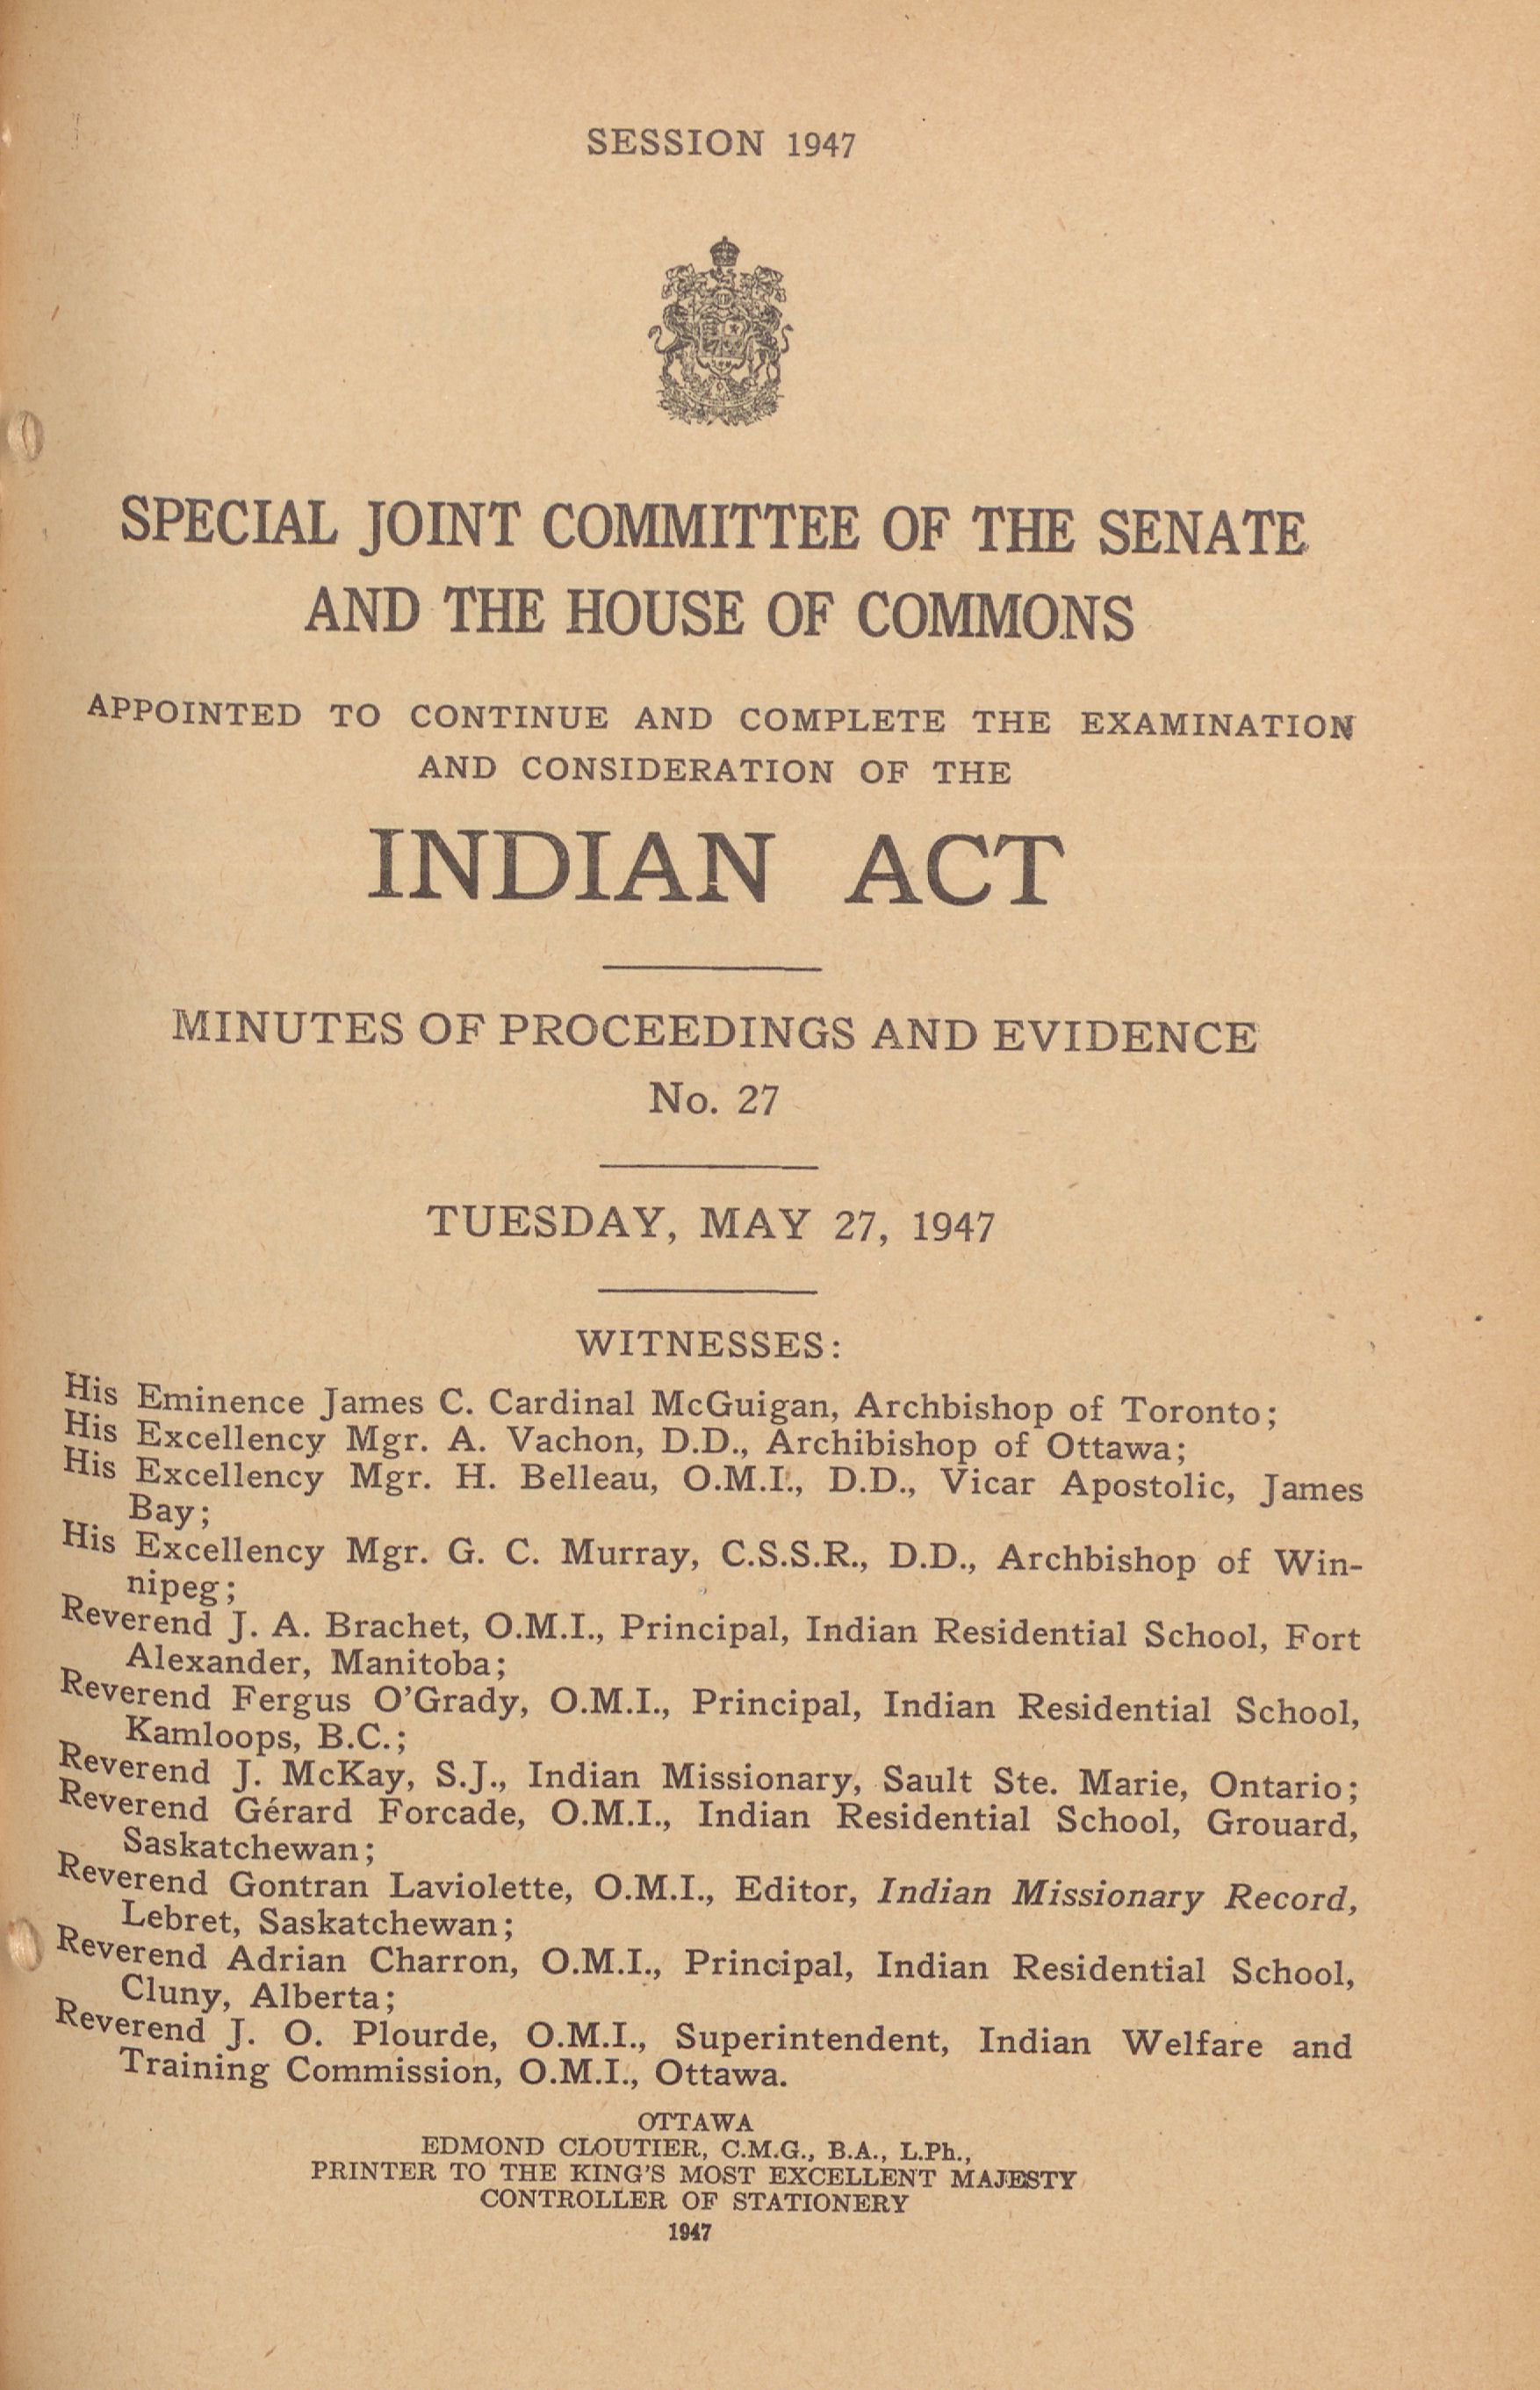 SESSION 1947
SPECIAL JOINT COMMITTEE OF THE SENATE
AND THE HOUSE OF COMMONS
APPOINTED TO CONTINUE AND COMPLETE THE EXAMINATION
AND CONSIDERATION OF THE
INDIAN ACT
MINUTES OF PROCEEDINGS AND EVIDENCE
No. 27
TUESDAY, MAY 27, 1947
WITNESSES:
His Eminence James C. Cardinal McGuigan, Archbishop of Toronto;
His Excellency Mgr. A. Vachon, D.D., Archibishop of Ottawa;
His Excellency Mgr. H. Belleau, O.M.I., D.D., Vicar Apostolic, James
Bay;
His Excellency Mgr. G. C. Murray, C.S.S.R., D.D., Archbishop of Win-
nipeg;
Reverend J. A. Brachet, O.M.I., Principal, Indian Residential School, Fort
Alexander, Manitoba;
Reverend Fergus O'Grady, O.M.I., Principal, Indian Residential School,
Kamloops, B.C.;
Reverend J. McKay, S.J., Indian Missionary, Sault Ste. Marie, Ontario;
Reverend Gérard Forcade, O.M.I., Indian Residential School, Grouard,
Saskatchewan;
Reverend Gontran Laviolette, O.M.I., Editor, Indian Missionary Record,
Lebret, Saskatchewan;
Reverend Adrian Charron, O.M.I., Principal, Indian Residential School,
Cluny, Alberta;
Reverend J. O. Plourde, O.M.I., Superintendent, Indian Welfare and
Training Commission, O.M.I., Ottawa.
OTTAWA
EDMOND CLOUTIER, C.M.G., B.A., L.Ph.,
PRINTER TO THE KING'S MOST EXCELLENT MAJESTY
CONTROLLER OF STATIONERY
1947